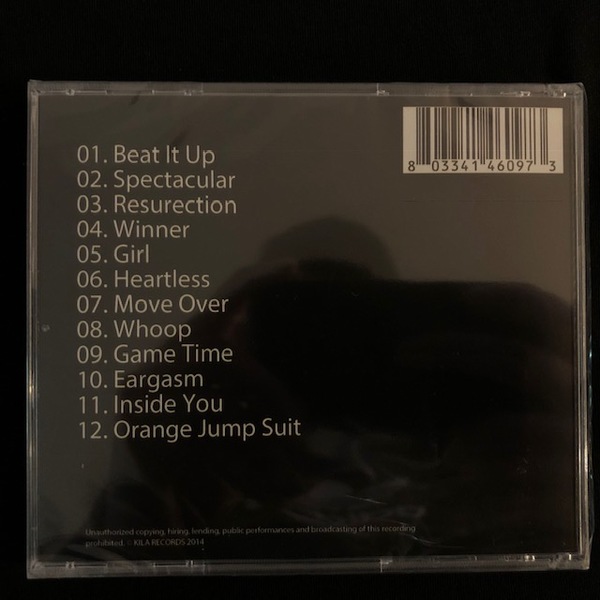 8 03341 46097 3
01. Beat It Up
02. Spectacular
03. Resurection
04. Winner
05. Girl
06. Heartless
07. Move Over
08. Whoop
09. Game Time
10. Eargasm
11. Inside You
12. Orange Jump Suit
Unauthorized copying, hiring, lending, public performances and broadcasting of this recording
prohibited. © KILA RECORDS 2014